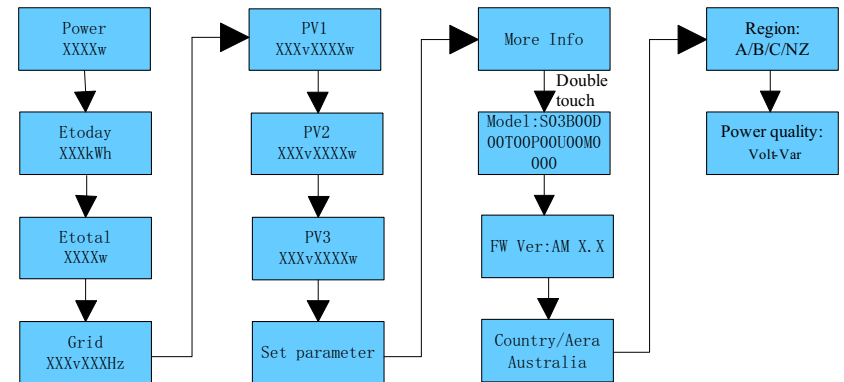 Power
XXXXw
Etoday
XXXkWh
Etotal
XXXXw
Grid
XXXvXXXHz
PV1
XXXvXXXXw
PV2
XXXvXXXXw
PV3
XXXvXXXXw
Set parameter
More Info
Double
touch
Model:S03B00D
00T00P00U00M0
000
FW Ver:AM X.X
Country/Aera
Australia
Region:
A/B/C/NZ
Power quality:
Volt-Var